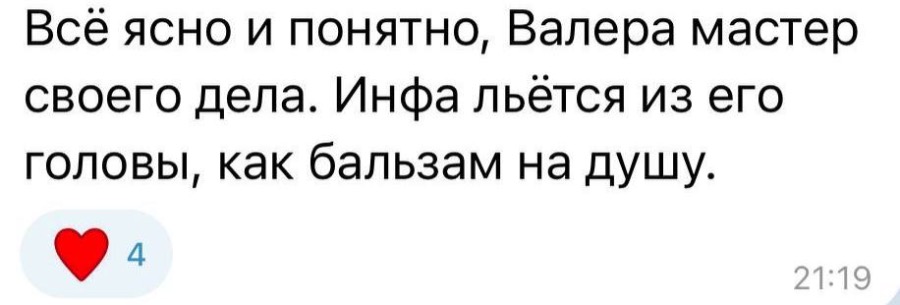 Всё ясно и понятно, Валера мастер
своего дела. Инфа льётся из его
головы, как бальзам на душу.
4
21:19